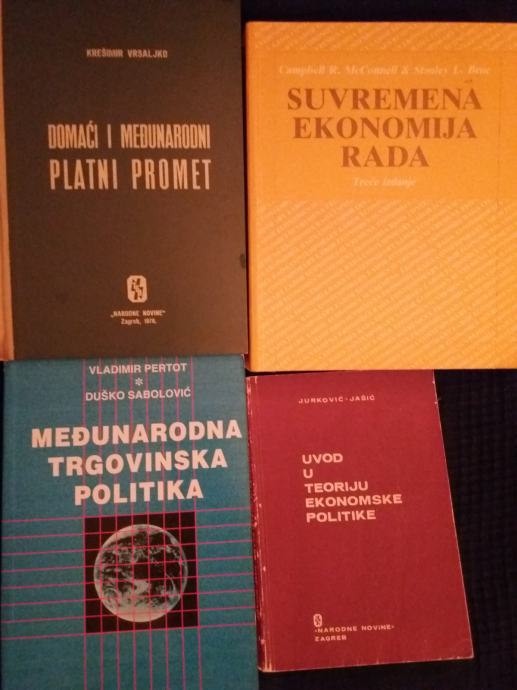 KREŠIMIR VRSALJKO
DOMAĆI I MEĐUNARODNI
PLATNI PROMET
„NARODNE NOVINE"
Zagreb, 1978.
Campbell R. McConnell & Stanley L. Brue
SUVREMENA
EKONOMIJA
RADA
Treće izdanje
VLADIMIR PERTOT
*
DUŠKO SABOLOVIĆ
MEĐUNARODNA
TRGOVINSKA
POLITIKA
JURKOVIĆ-JAŠIĆ
UVOD
U
TEORIJU
EKONOMSKE
POLITIKE
»NARODNE NOVINE«
ZAGREB